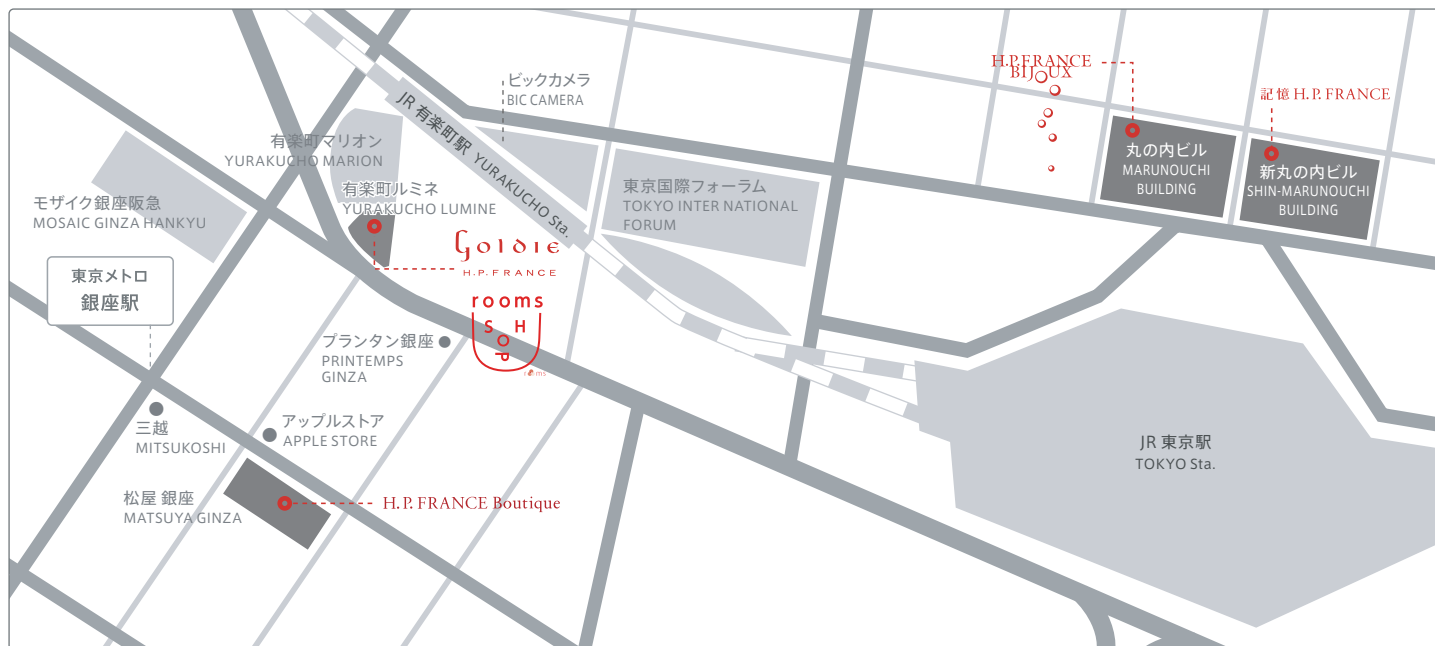 H.P.FRANCE
BIJOUX
記憶 H.P. FRANCE
丸の内ビル
MARUNOUCHI
BUILDING
新丸の内ビル
SHIN-MARUNOUCHI
BUILDING
ビックカメラ
BIC CAMERA
JR 有楽町駅 YURAKUCHO Sta.
有楽町マリオン
YURAKUCHO MARION
有楽町ルミネ
YURAKUCHO LUMINE
東京国際フォーラム
TOKYO INTER NATIONAL
FORUM
モザイク銀座阪急
MOSAIC GINZA HANKYU
Goldie
H.P.FRANCE
東京メトロ
銀座駅
rooms
SHOP
rooms
プランタン銀座
PRINTEMPS
GINZA
三越
MITSUKOSHI
アップルストア
APPLE STORE
JR 東京駅
TOKYO Sta.
松屋 銀座
MATSUYA GINZA
H.P. FRANCE Boutique